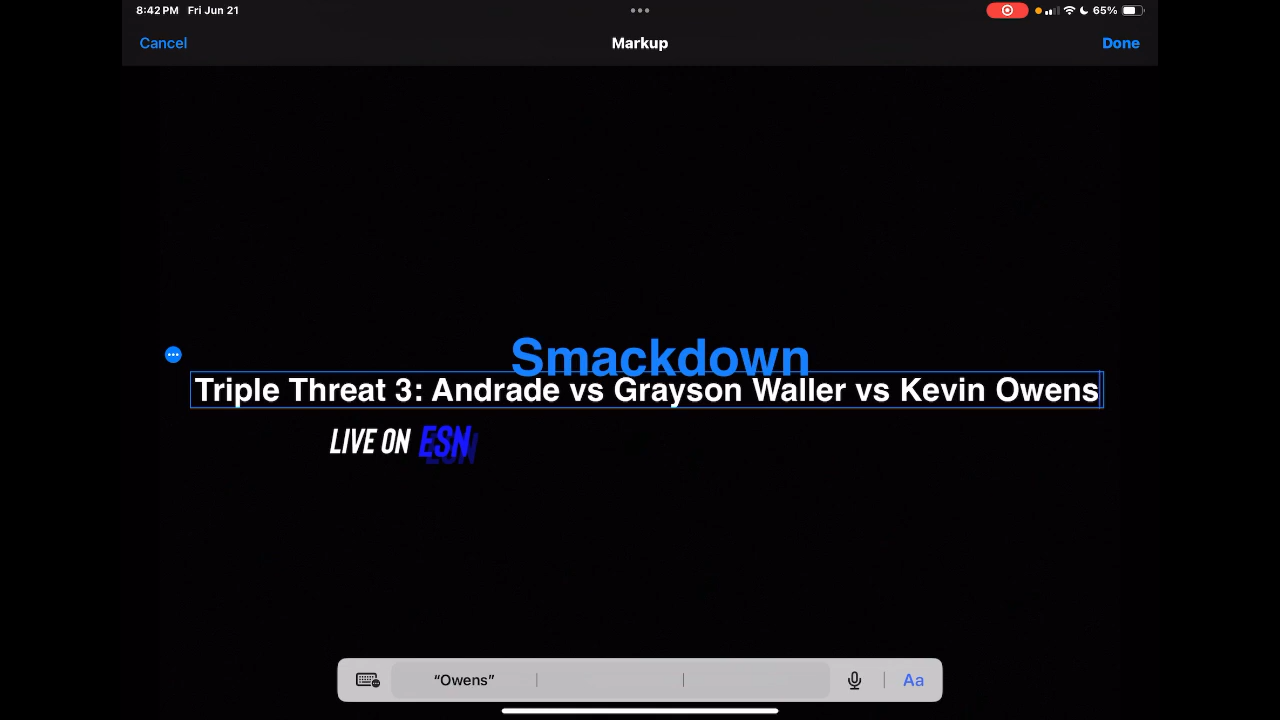 8:42 PM Fri Jun 21 65%
Cancel Markup Done
Smackdown
Triple Threat 3: Andrade vs Grayson Waller vs Kevin Owens
LIVE ON ESN
“Owens” Aa